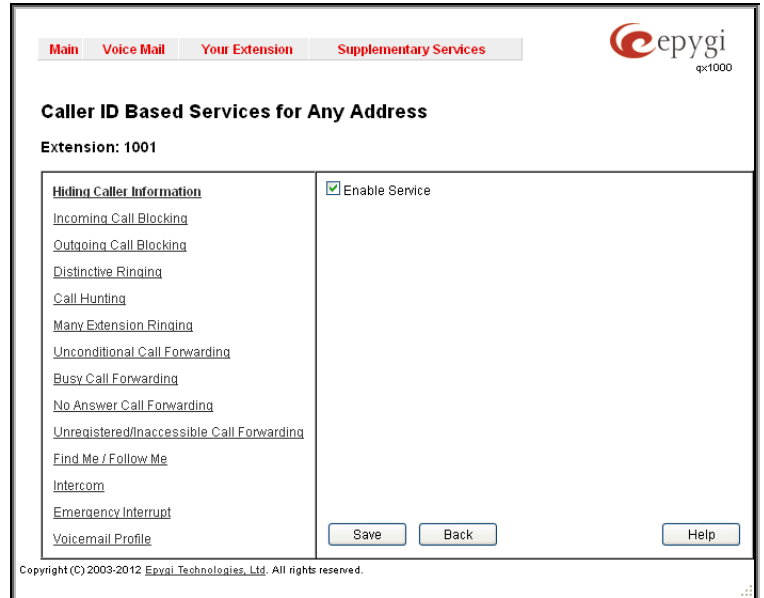 Main Voice Mail Your Extension Supplementary Services
epygi
qx1000
Caller ID Based Services for Any Address
Extension: 1001
Hiding Caller Information
Incoming Call Blocking
Outgoing Call Blocking
Distinctive Ringing
Call Hunting
Many Extension Ringing
Unconditional Call Forwarding
Busy Call Forwarding
No Answer Call Forwarding
Unregistered/Inaccessible Call Forwarding
Find Me / Follow Me
Intercom
Emergency Interrupt
Voicemail Profile
Enable Service
Save Back Help
Copyright (C) 2003-2012 Epygi Technologies, Ltd. All rights reserved.